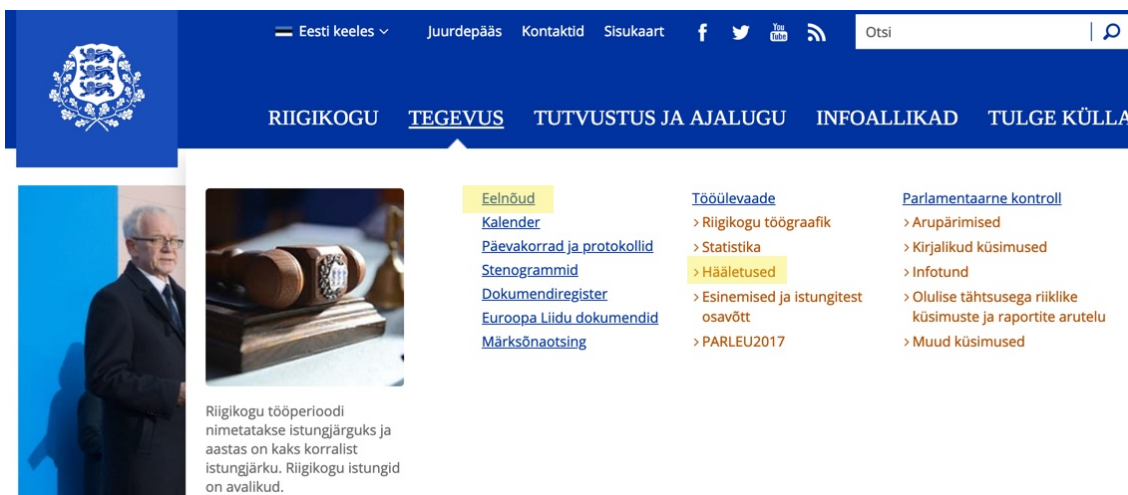 Eesti keeles
Juurdepääs
Kontaktid
Sisukaart
f
You
Tube
Otsi
RIIGIKOGU
TEGEVUS
TUTVUSTUS JA AJALUGU
INFOALLIKAD
TULGE KÜLLA
Riigikogu tööperioodi
nimetatakse istungjärguks ja
aastas on kaks korralist
istungjärku. Riigikogu istungid
on avalikud.
Eelnõud
Kalender
Päevakorrad ja protokollid
Stenogrammid
Dokumendiregister
Euroopa Liidu dokumendid
Märksõnaotsing
Tööülevaade
> Riigikogu töögraafik
> Statistika
> Hääletused
> Esinemised ja istungitest
osavõtt
> PARLEU2017
Parlamentaarne kontroll
> Arupärimised
> Kirjalikud küsimused
> Infotund
> Olulise tähtsusega riiklike
küsimuste ja raportite arutelu
> Muud küsimused